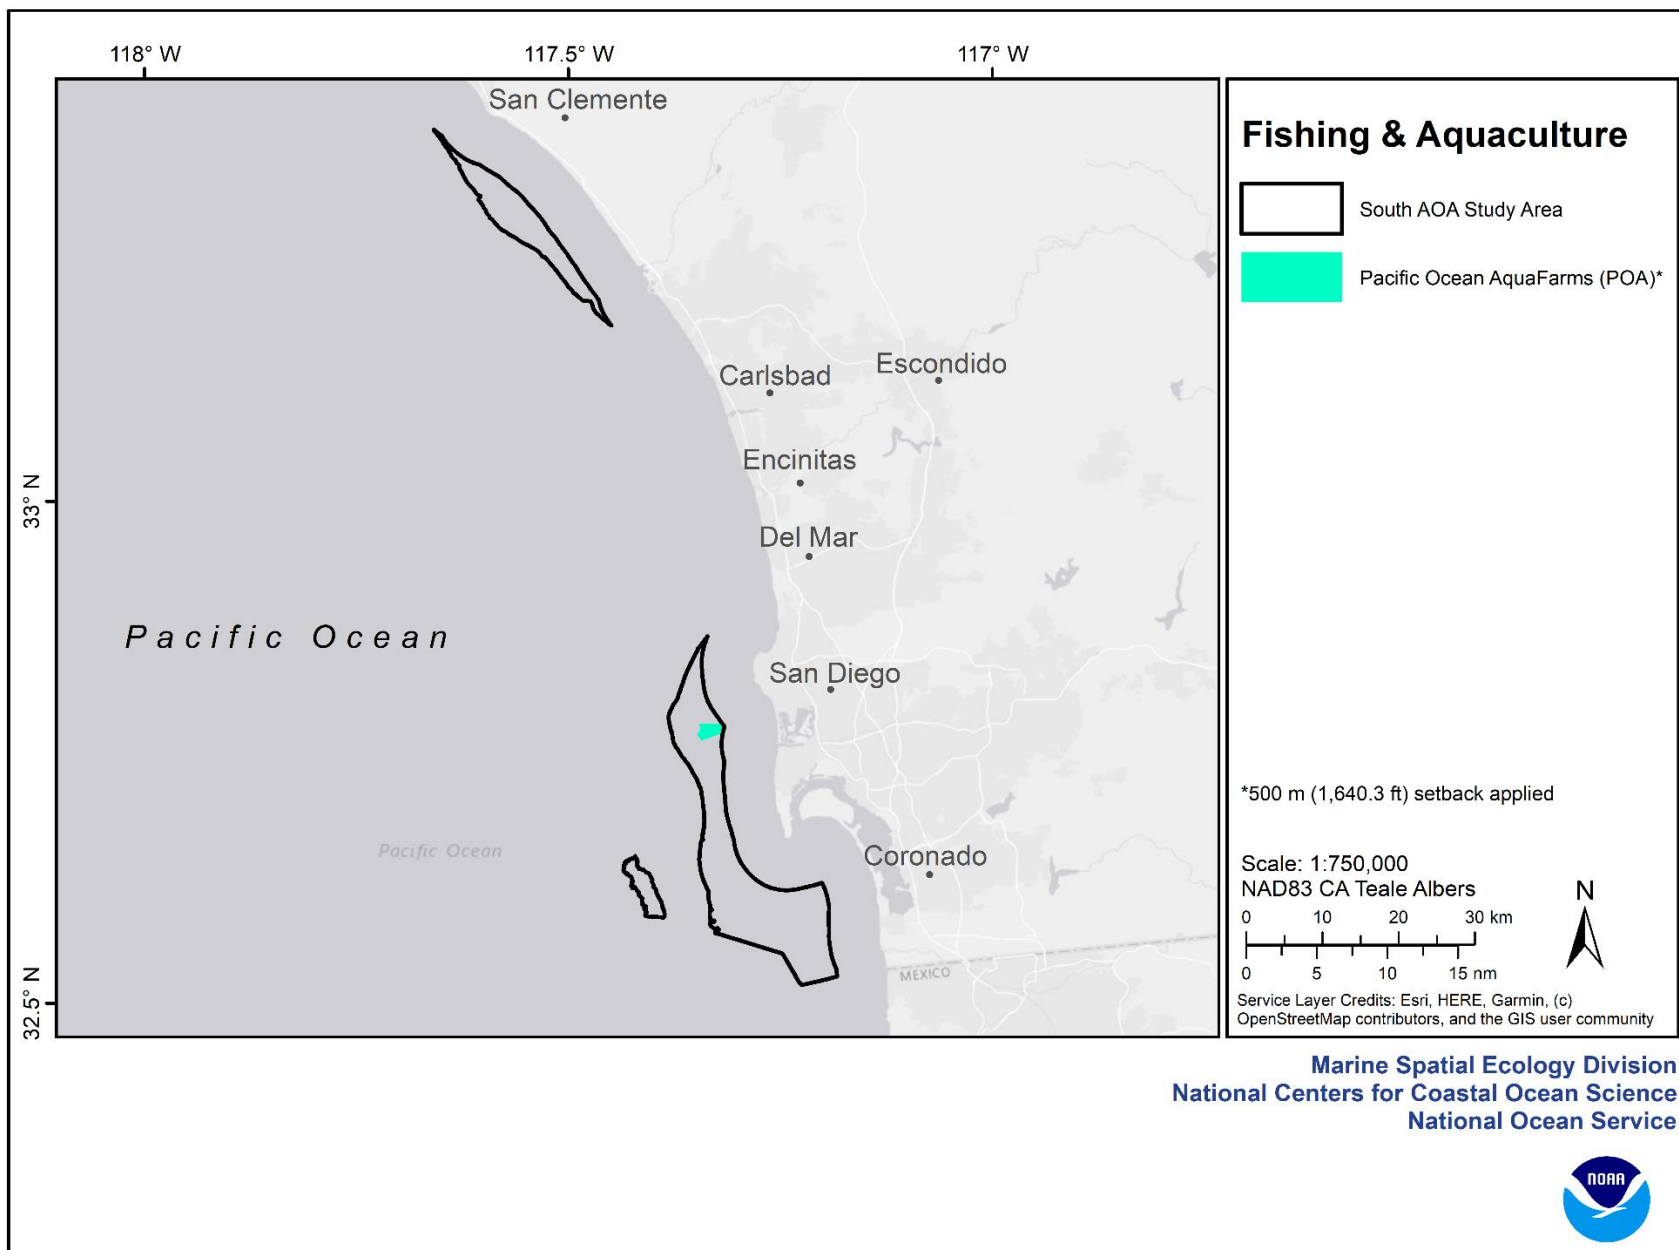 118° W 117.5° W 117° W
San Clemente
Carlsbad
Escondido
Encinitas
33° N
Del Mar
Pacific Ocean
San Diego
Pacific Ocean
Coronado
MEXICO
32.5° N
Fishing & Aquaculture
South AOA Study Area
Pacific Ocean AquaFarms (POA)*
*500 m (1,640.3 ft) setback applied
Scale: 1:750,000
NAD83 CA Teale Albers
N
0 10 20 30 km
0 5 10 15 nm
Service Layer Credits: Esri, HERE, Garmin, (c)
OpenStreetMap contributors, and the GIS user community
Marine Spatial Ecology Division
National Centers for Coastal Ocean Science
National Ocean Service
NOAA